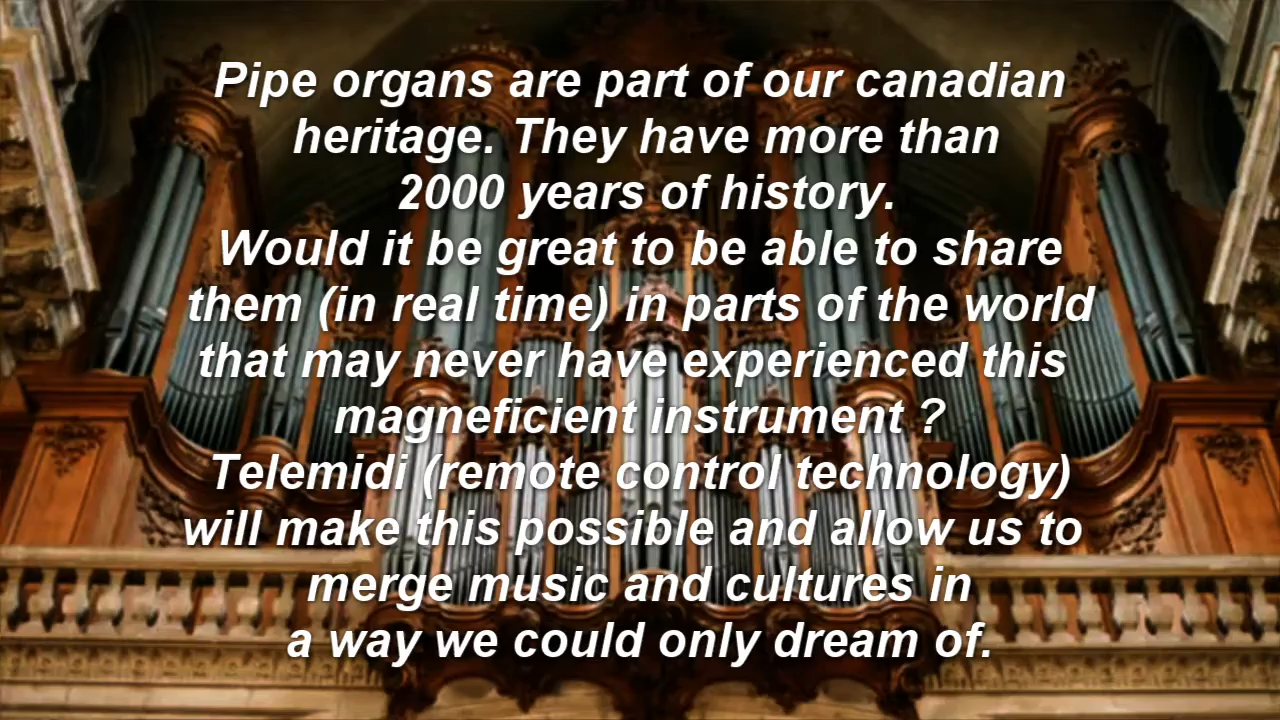 Pipe organs are part of our canadian
heritage. They have more than
2000 years of history.
Would it be great to be able to share
them (in real time) in parts of the world
that may never have experienced this
magneficient instrument ?
Telemidi (remote control technology)
will make this possible and allow us to
merge music and cultures in
a way we could only dream of.